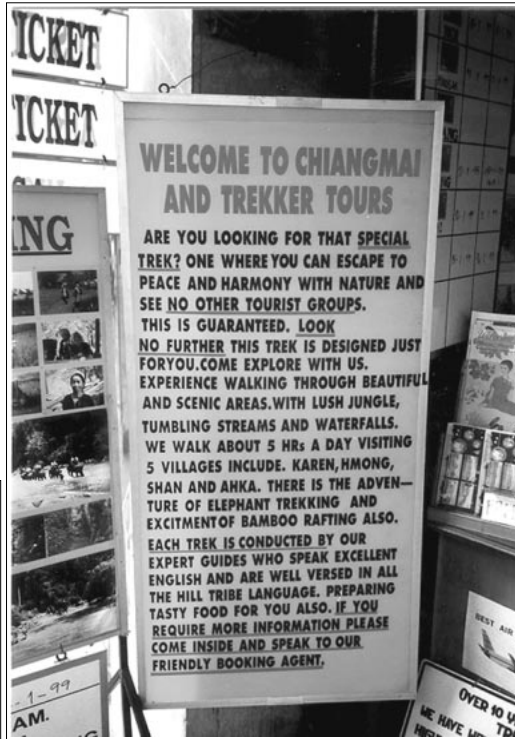 TICKET
TICKET
NG
WELCOME TO CHIANGMAI
AND TREKKER TOURS
ARE YOU LOOKING FOR THAT SPECIAL
TREK? ONE WHERE YOU CAN ESCAPE TO
PEACE AND HARMONY WITH NATURE AND
SEE NO OTHER TOURIST GROUPS.
THIS IS GUARANTEED. LOOK
NO FURTHER THIS TREK IS DESIGNED JUST
FORYOU.COME EXPLORE WITH US.
EXPERIENCE WALKING THROUGH BEAUTIFUL
AND SCENIC AREAS.WITH LUSH JUNGLE,
TUMBLING STREAMS AND WATERFALLS.
WE WALK ABOUT 5 HRs A DAY VISITING
5 VILLAGES INCLUDE. KAREN,HMONG,
SHAN AND AHKA. THERE IS THE ADVEN–
TURE OF ELEPHANT TREKKING AND
EXCITMENTOF BAMBOO RAFTING ALSO.
EACH TREK IS CONDUCTED BY OUR
EXPERT GUIDES WHO SPEAK EXCELLENT
ENGLISH AND ARE WELL VERSED IN ALL
THE HILL TRIBE LANGUAGE. PREPARING
TASTY FOOD FOR YOU ALSO. IF YOU
REQUIRE MORE INFORMATION PLEASE
COME INSIDE AND SPEAK TO OUR
FRIENDLY BOOKING AGENT.
-1-99
AM.
BEST AIR
OVER 10 Y
WE HAVE